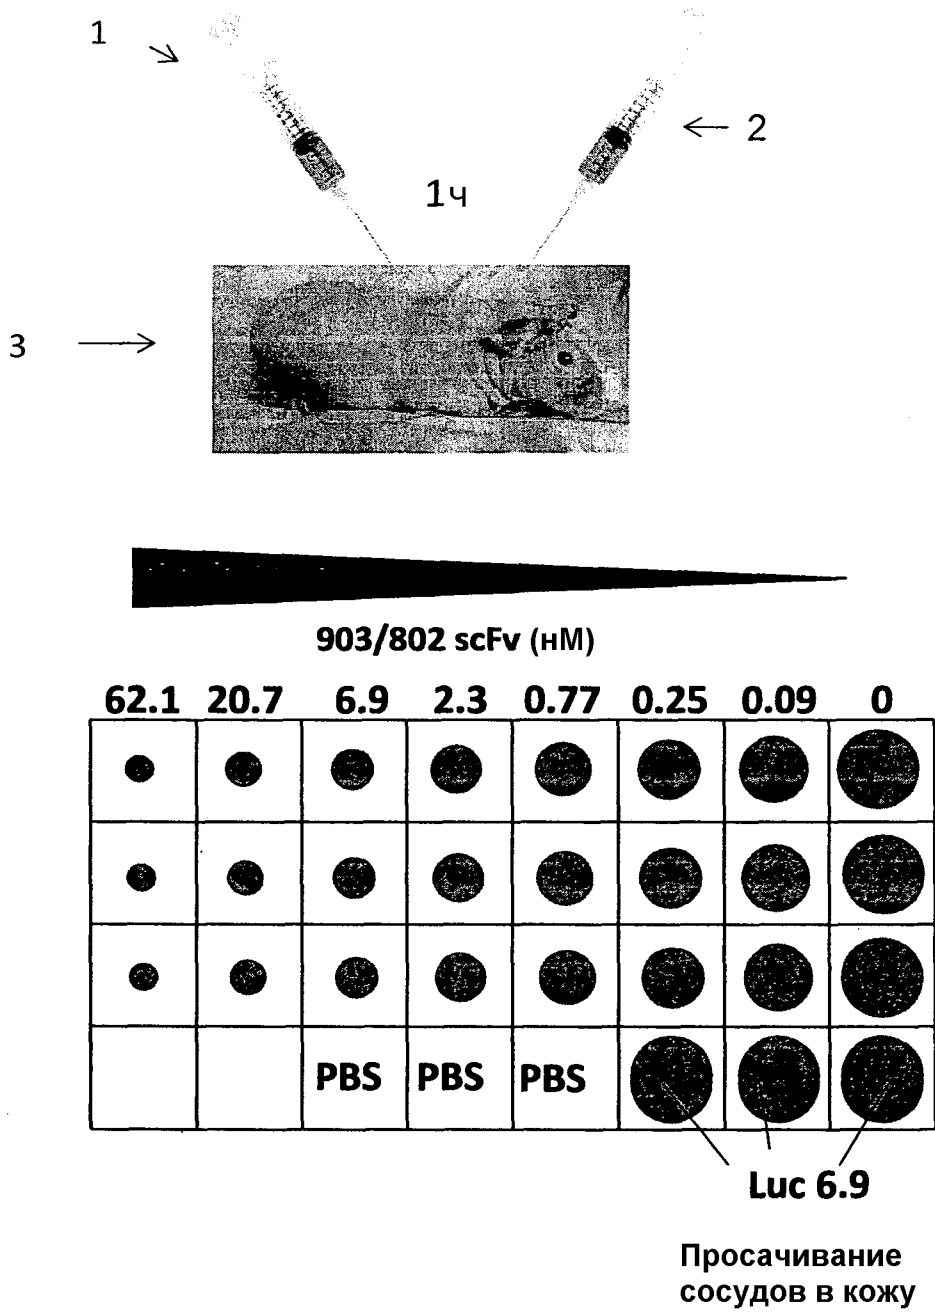 1
2
1ч
3
903/802 scFv (нМ)
62.1 20.7 6.9 2.3 0.77 0.25 0.09 0
PBS PBS PBS
Luc 6.9
Просачивание
сосудов в кожу